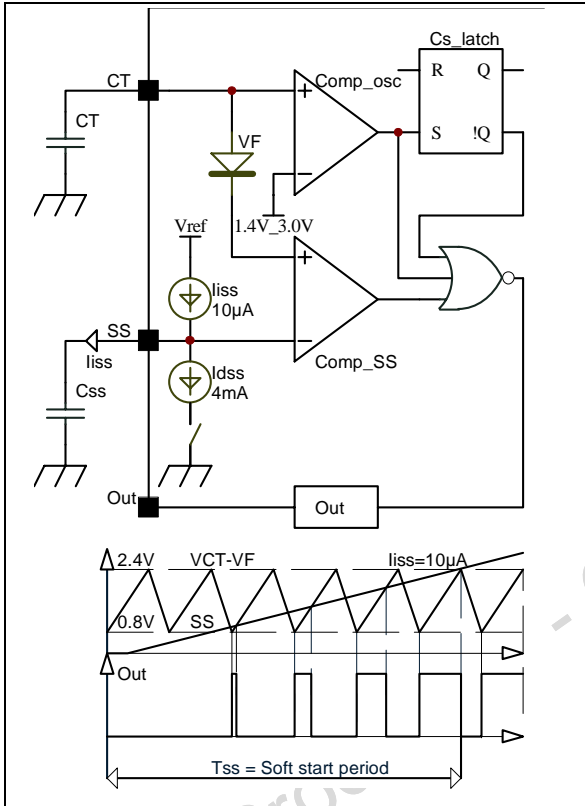 Cs_latch
CT
Comp_osc
R
Q
CT
VF
S
!Q
Vref
1.4V_3.0V
Iiss
10µA
SS
Iiss
Comp_SS
Idss
4mA
Css
Out
Out
2.4V
VCT-VF
Iiss=10µA
0.8V
SS
Out
Tss = Soft start period